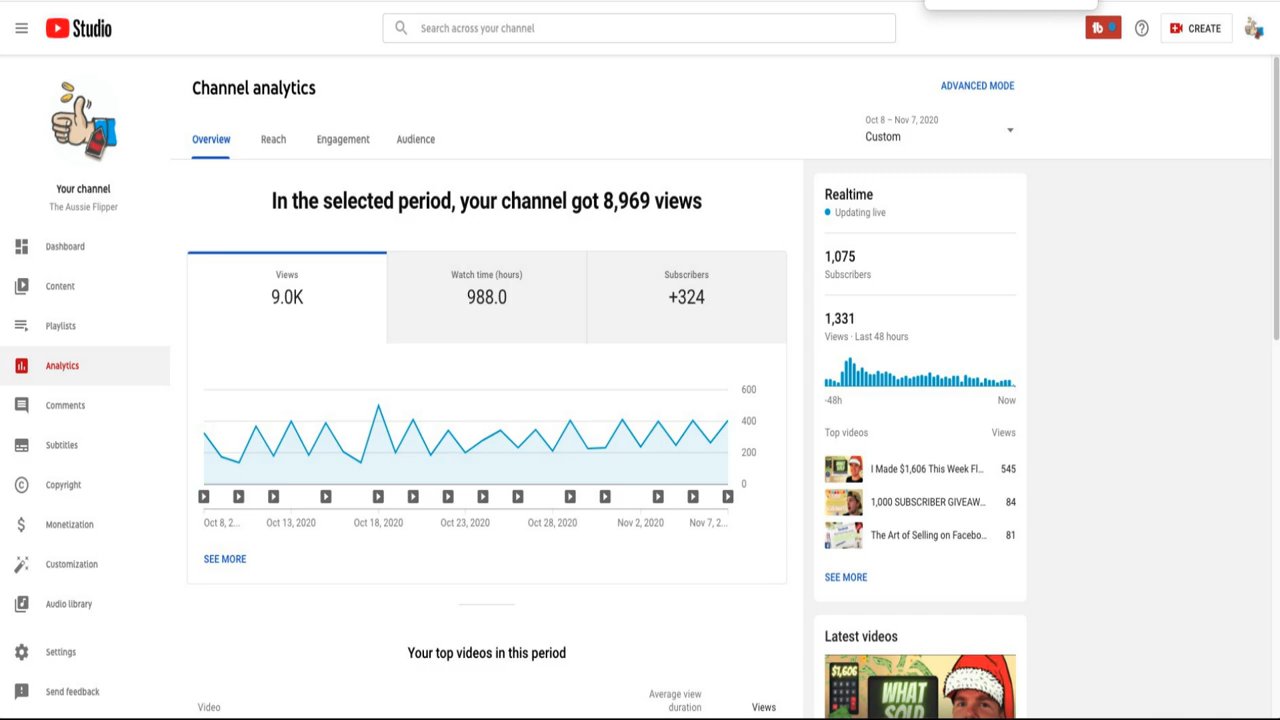 Studio
Search across your channel
CREATE
Channel analytics
ADVANCED MODE
Oct 8 – Nov 7, 2020
Custom
Overview Reach Engagement Audience
Your channel
The Aussie Flipper
Dashboard
Content
Playlists
Analytics
Comments
Subtitles
Copyright
Monetization
Customization
Audio library
Settings
Send feedback
In the selected period, your channel got 8,969 views
Views
9.0K
Watch time (hours)
988.0
Subscribers
+324
600
400
200
0
Oct 8, 2... Oct 13, 2020 Oct 18, 2020 Oct 23, 2020 Oct 28, 2020 Nov 2, 2020 Nov 7, 2...
SEE MORE
Your top videos in this period
Video
Average view
duration
Views
Realtime
Updating live
1,075
Subscribers
1,331
Views · Last 48 hours
-48h Now
Top videos Views
I Made $1,606 This Week Fl... 545
1,000 SUBSCRIBER GIVEAW... 84
The Art of Selling on Facebo... 81
SEE MORE
Latest videos
$1,606
WHAT
SOLD